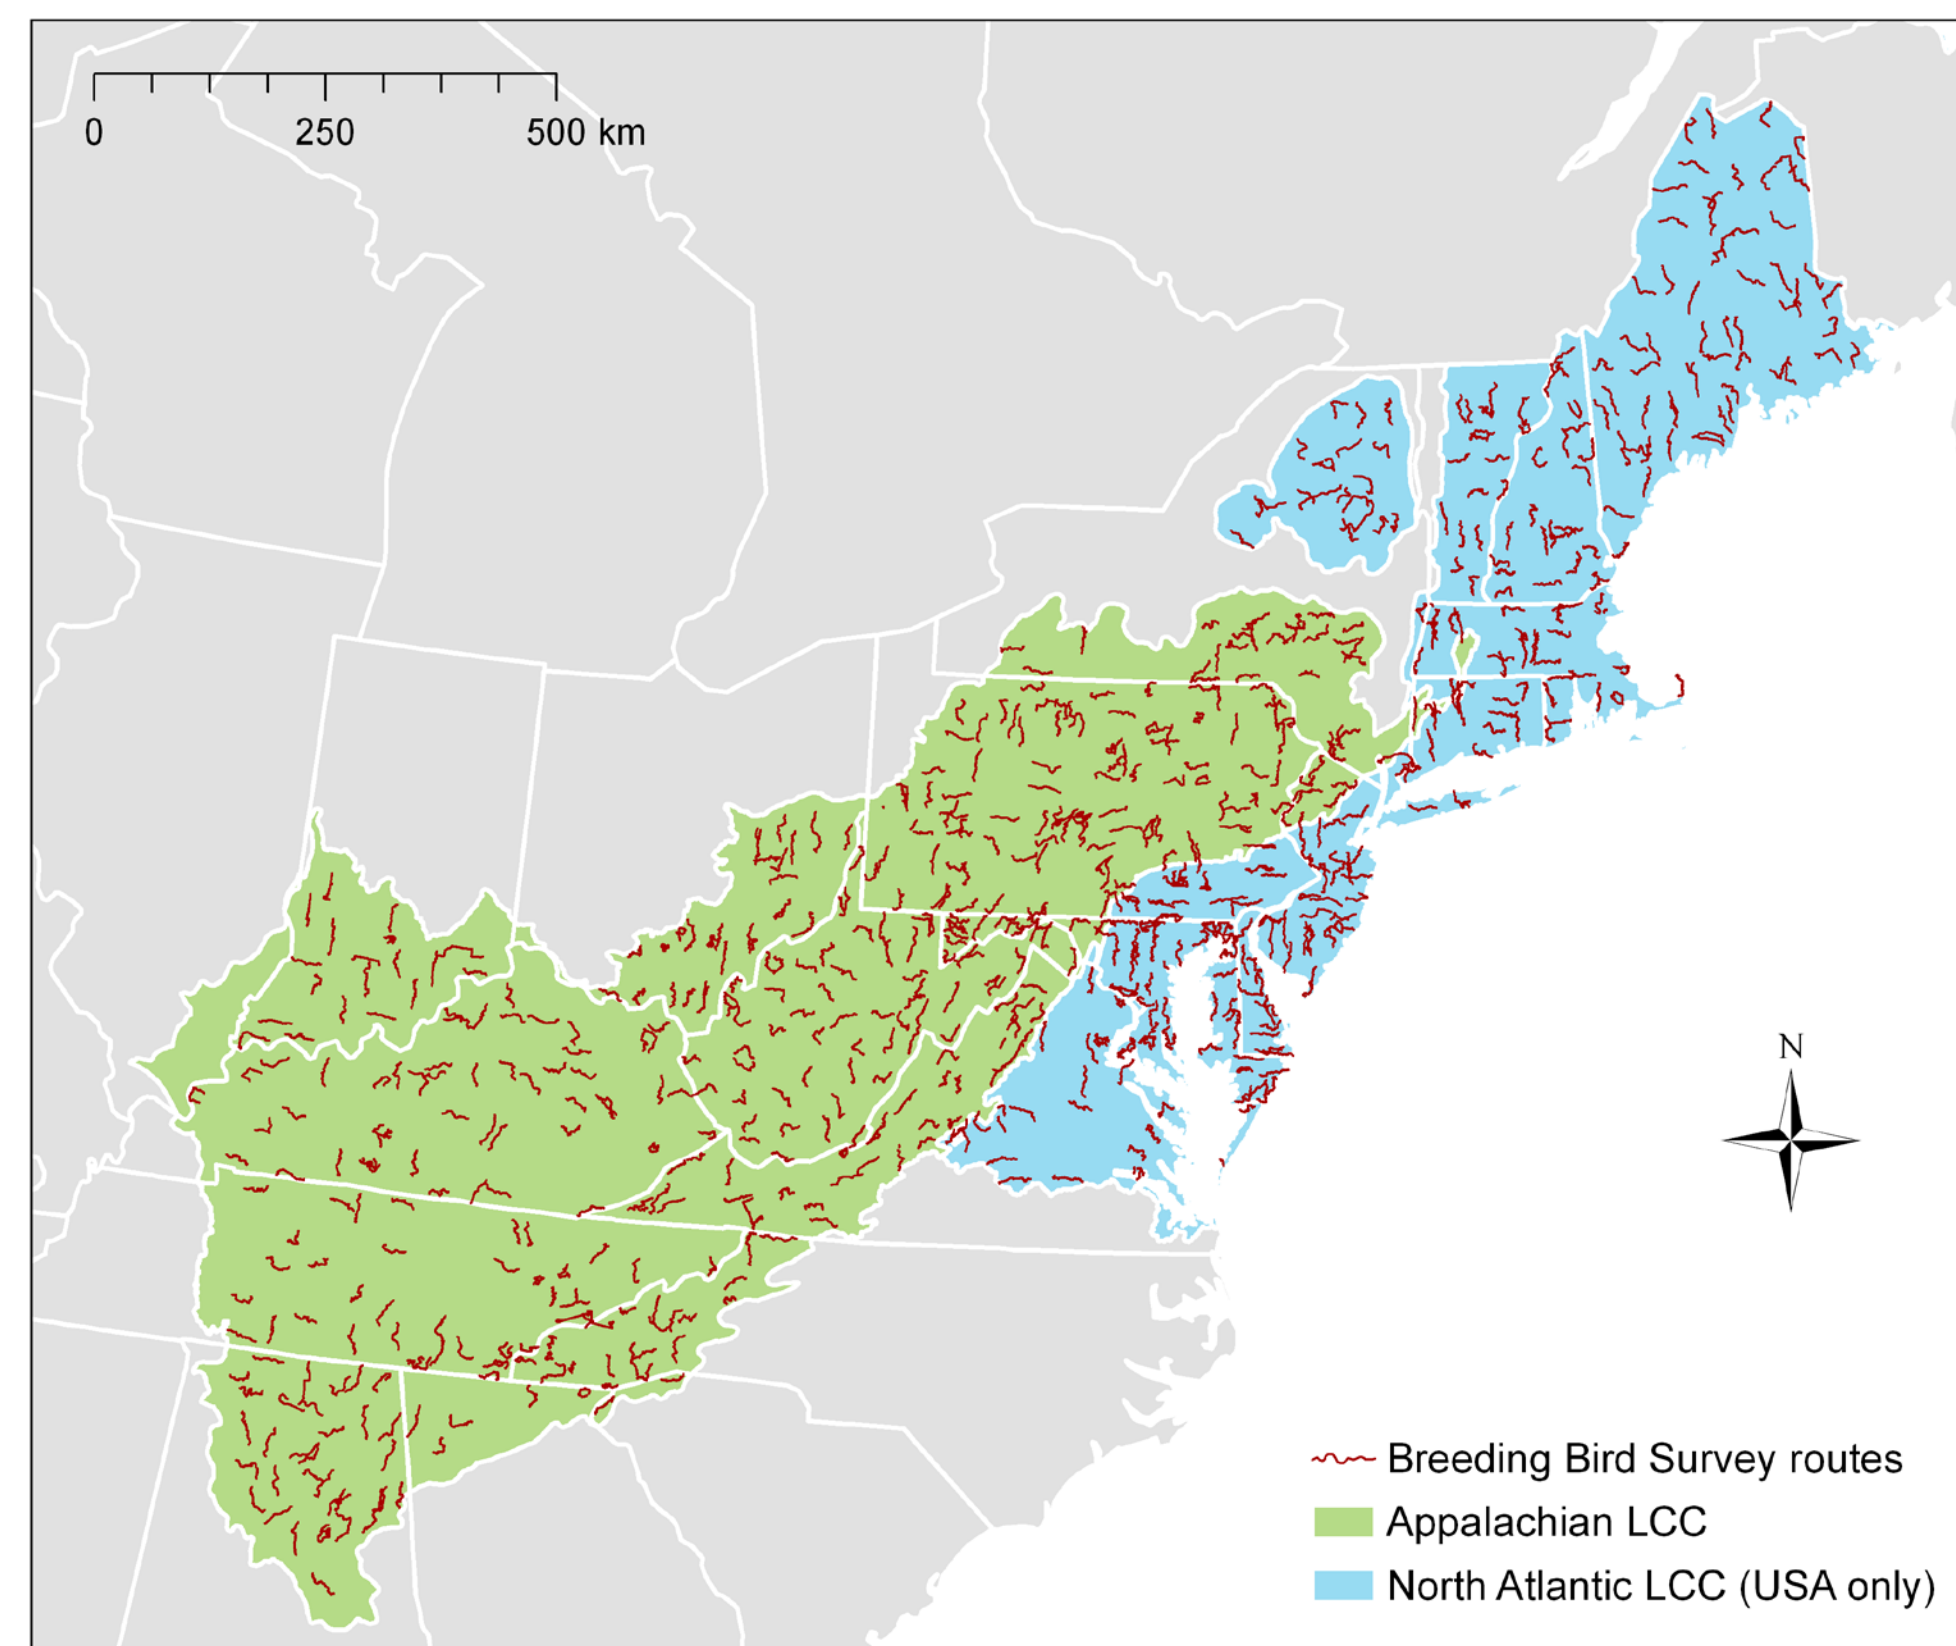 0 250 500 km
N
Breeding Bird Survey routes
Appalachian LCC
North Atlantic LCC (USA only)